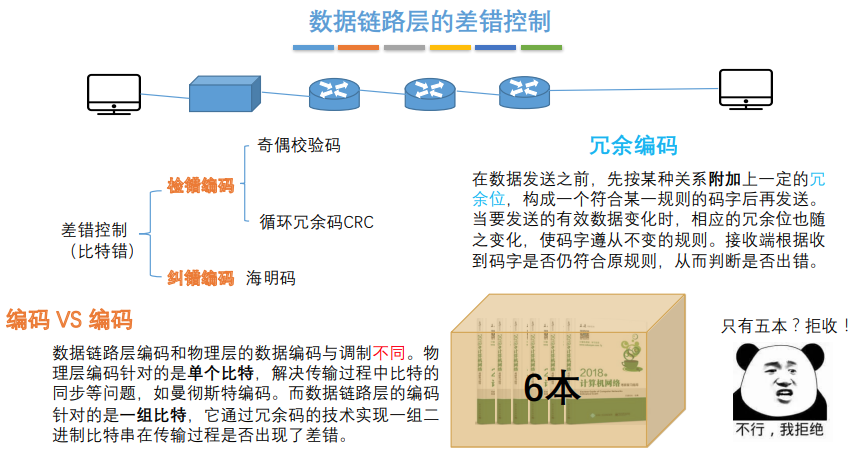 数据链路层的差错控制
奇偶校验码
检错编码
循环冗余码CRC
差错控制
（比特错）
纠错编码 海明码
冗余编码
在数据发送之前，先按某种关系附加上一定的冗
余位，构成一个符合某一规则的码字后再发送。
当要发送的有效数据变化时，相应的冗余位也随
之变化，使码字遵从不变的规则。接收端根据收
到码字是否仍符合原规则，从而判断是否出错。
编码 VS 编码
数据链路层编码和物理层的数据编码与调制不同。物
理层编码针对的是单个比特，解决传输过程中比特的
同步等问题，如曼彻斯特编码。而数据链路层的编码
针对的是一组比特，它通过冗余码的技术实现一组二
进制比特串在传输过程是否出现了差错。
2018年
计算机网络
6本
只有五本？拒收！
不行，我拒绝